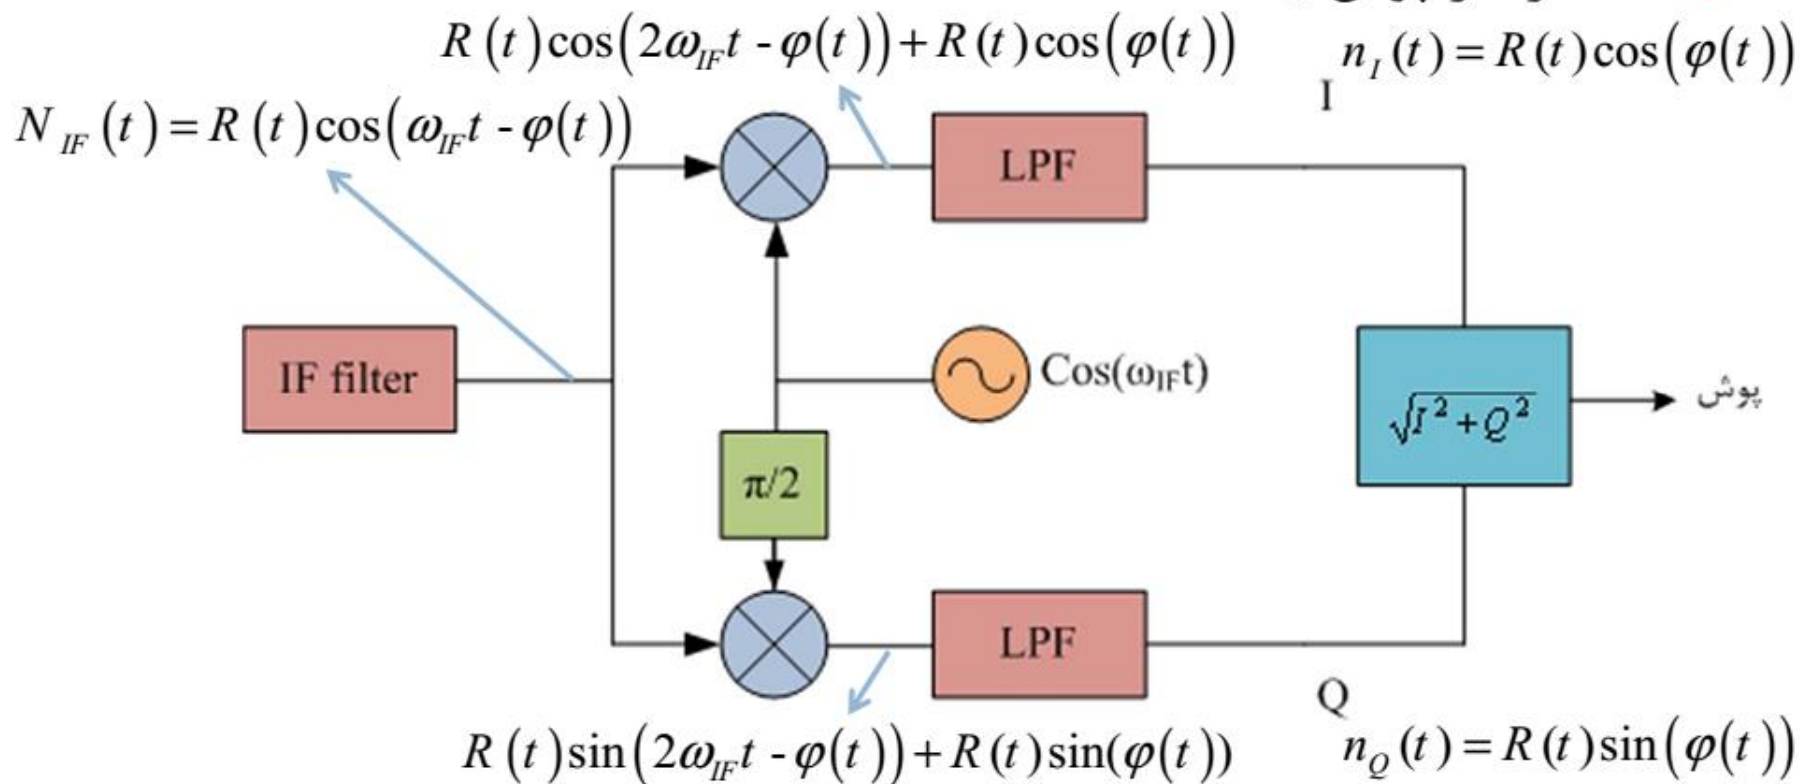 R(t)cos(2ω_IF t - φ(t)) + R(t)cos(φ(t))
n_I(t) = R(t)cos(φ(t))
I
N_IF(t) = R(t)cos(ω_IF t - φ(t))
LPF
IF filter
Cos(ω_IF t)
√I² + Q²
پوش
π/2
LPF
Q
R(t)sin(2ω_IF t - φ(t)) + R(t)sin(φ(t))
n_Q(t) = R(t)sin(φ(t))